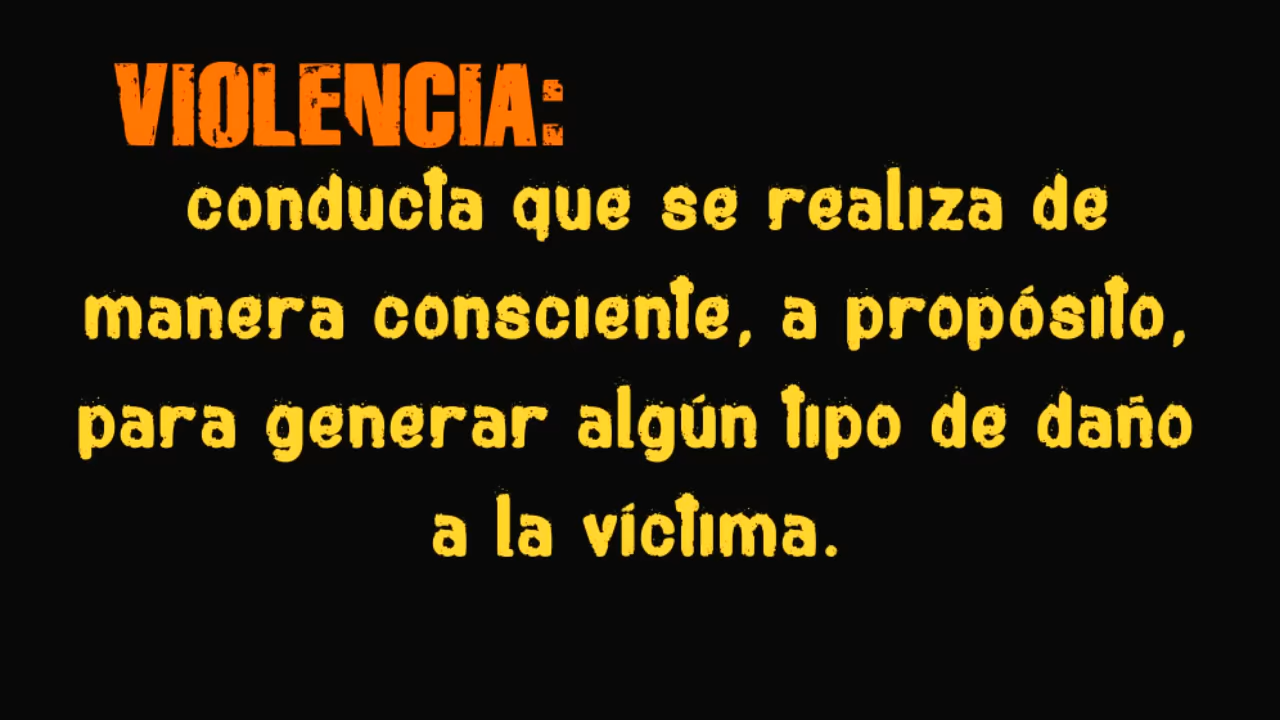 VIOLENCIA:
conducta que se realiza de
manera consciente, a propósito,
para generar algún tipo de daño
a la víctima.